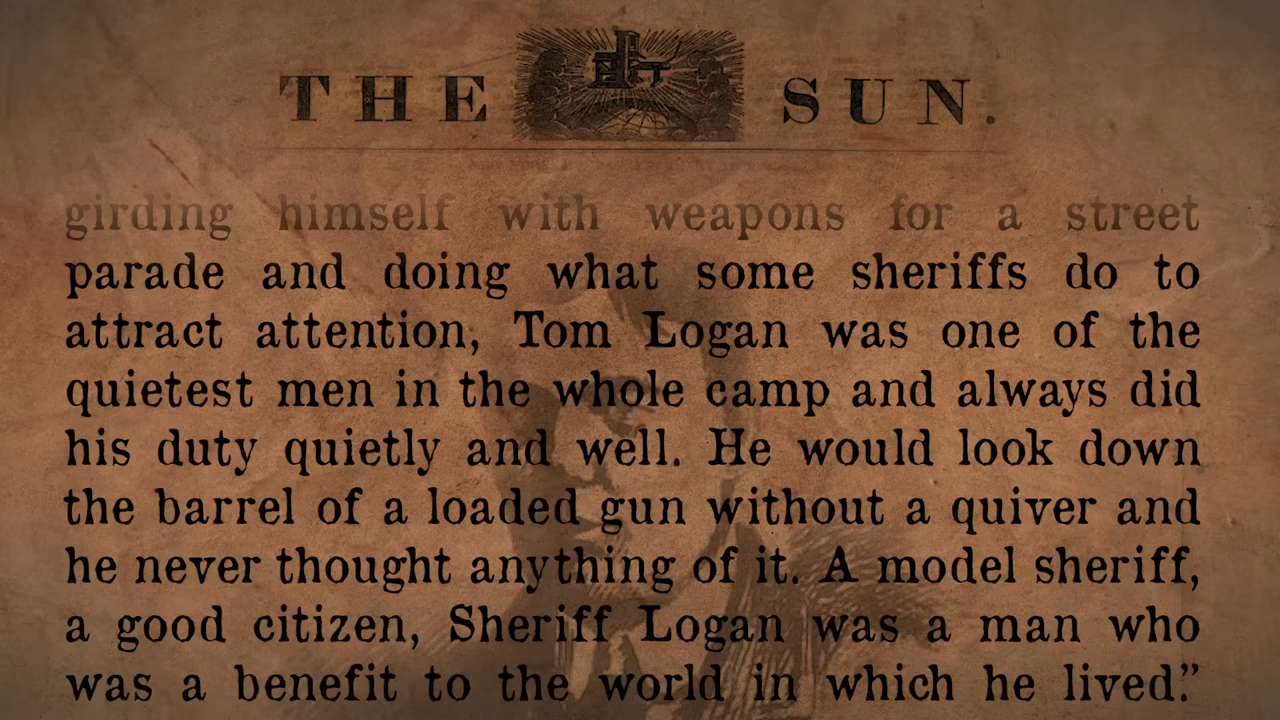 THE SUN.
girding himself with weapons for a street
parade and doing what some sheriffs do to
attract attention, Tom Logan was one of the
quietest men in the whole camp and always did
his duty quietly and well. He would look down
the barrel of a loaded gun without a quiver and
he never thought anything of it. A model sheriff,
a good citizen, Sheriff Logan was a man who
was a benefit to the world in which he lived.”